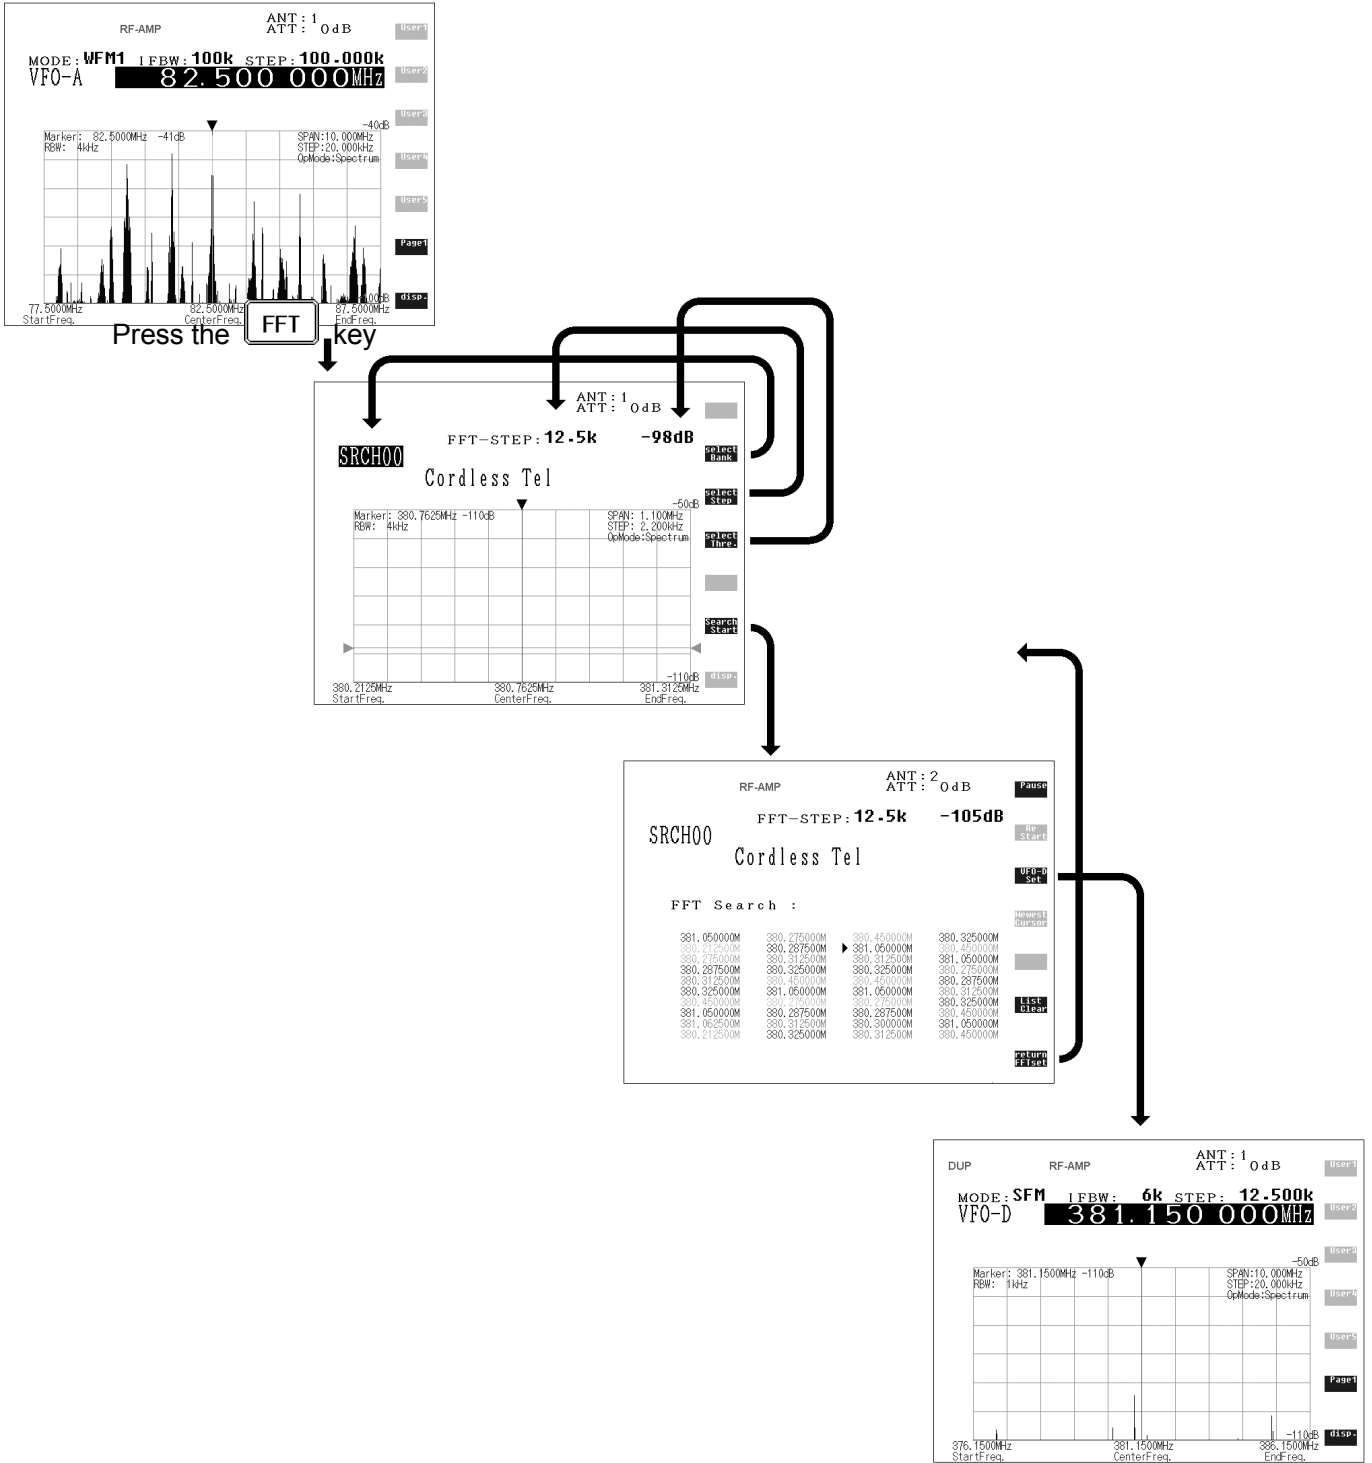 RF-AMP
ANT:1
ATT: 0dB
MODE:WFM1 IFBW:100k STEP:100.000k
VFO-A 82.500 000MHz
-40dB
Marker: 82.5000MHz -41dB
RBW: 4kHz
SPAN:10.000MHz
STEP:20.000kHz
OpMode:Spectrum
77.5000MHz
StartFreq.
82.5000MHz
CenterFreq.
87.5000MHz
EndFreq.
User1
User2
User3
User4
User5
Page1
disp.
Press the FFT key
ANT:1
ATT: 0dB
FFT-STEP:12.5k -98dB
SRCH00
Cordless Tel
-50dB
Marker: 380.7625MHz -110dB
RBW: 4kHz
SPAN: 1.100MHz
STEP: 2.200kHz
OpMode:Spectrum
-110dB
380.2125MHz
StartFreq.
380.7625MHz
CenterFreq.
381.3125MHz
EndFreq.
select
Bank
select
Step
select
Thre.
Search
Start
disp.
RF-AMP
ANT:2
ATT: 0dB
FFT-STEP:12.5k -105dB
SRCH00
Cordless Tel
FFT Search :
381.050000M 380.275000M 380.450000M 380.325000M
380.212500M 380.287500M 381.050000M 380.450000M
380.275000M 380.312500M 380.312500M 381.050000M
380.287500M 380.325000M 380.325000M 380.275000M
380.312500M 380.450000M 380.450000M 380.287500M
380.325000M 381.050000M 381.050000M 380.312500M
380.450000M 380.275000M 380.275000M 380.325000M
381.050000M 380.287500M 380.287500M 380.450000M
381.062500M 380.312500M 380.300000M 381.050000M
380.212500M 380.325000M 380.312500M 380.450000M
Pause
Re
Start
VFO-D
Set
Newest
Cursor
List
Clear
return
FFTset
DUP
RF-AMP
ANT:1
ATT: 0dB
MODE:SFM IFBW: 6k STEP: 12.500k
VFO-D 381.150 000MHz
-50dB
Marker: 381.1500MHz -110dB
RBW: 1kHz
SPAN:10.000MHz
STEP:20.000kHz
OpMode:Spectrum
-110dB
376.1500MHz
StartFreq.
381.1500MHz
CenterFreq.
386.1500MHz
EndFreq.
User1
User2
User3
User4
User5
Page1
disp.